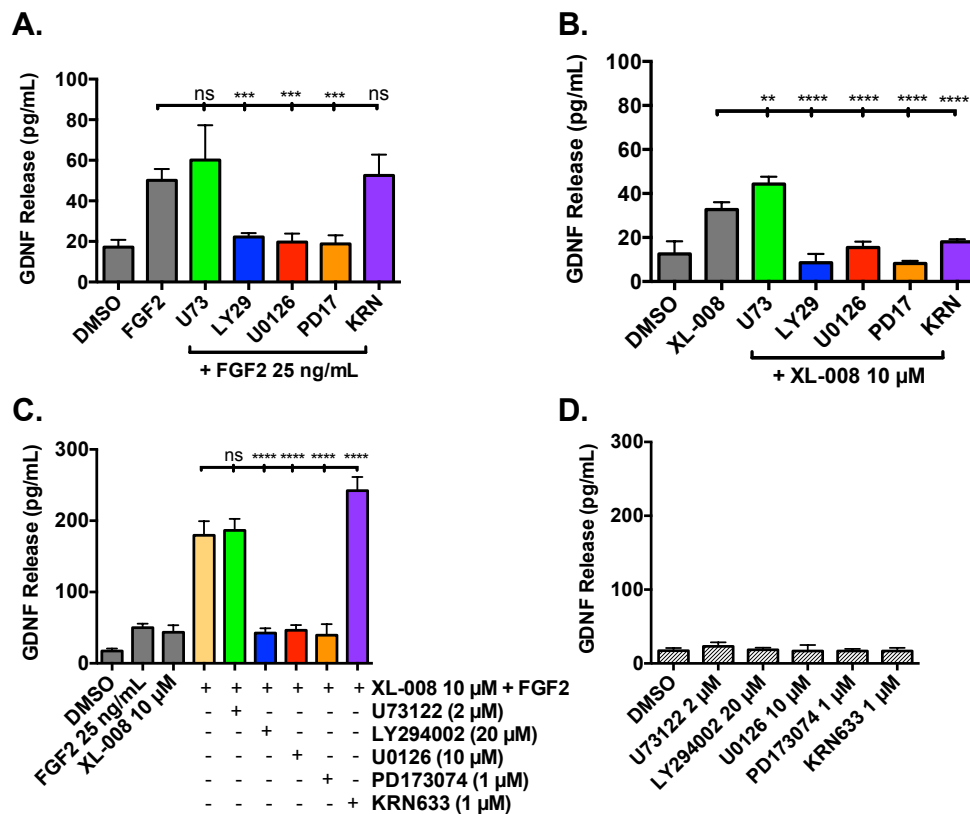 A.
GDNF Release (pg/mL)
100
80
60
40
20
0
ns *** *** *** ns
DMSO FGF2 U73 LY29 U0126 PD17 KRN
+ FGF2 25 ng/mL
B.
GDNF Release (pg/mL)
100
80
60
40
20
0
** **** **** **** ****
DMSO XL-008 U73 LY29 U0126 PD17 KRN
+ XL-008 10 µM
C.
GDNF Release (pg/mL)
300
200
100
0
ns **** **** **** ****
DMSO FGF2 25 ng/mL XL-008 10 µM
+ + + + + + XL-008 10 µM + FGF2
- + - - - - U73122 (2 µM)
- - + - - - LY294002 (20 µM)
- - - + - - U0126 (10 µM)
- - - - + - PD173074 (1 µM)
- - - - - + KRN633 (1 µM)
D.
GDNF Release (pg/mL)
300
200
100
0
DMSO U73122 2 µM LY294002 20 µM U0126 10 µM PD173074 1 µM KRN633 1 µM